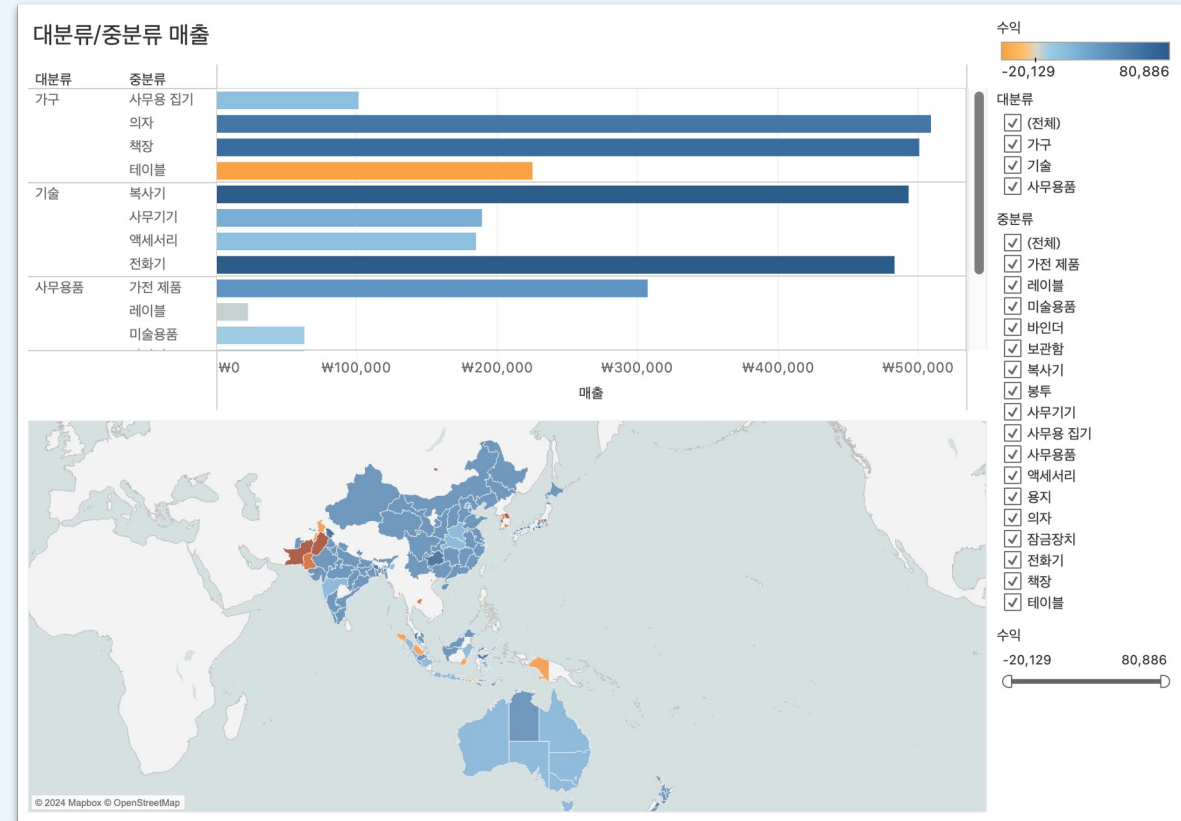 대분류/중분류 매출
대분류 중분류
가구 사무용 집기
의자
책장
테이블
기술 복사기
사무기기
액세서리
전화기
사무용품 가전 제품
레이블
미술용품
₩0 ₩100,000 ₩200,000 ₩300,000 ₩400,000 ₩500,000
매출
© 2024 Mapbox © OpenStreetMap
수익
-20,129 80,886
대분류
(전체)
가구
기술
사무용품
중분류
(전체)
가전 제품
레이블
미술용품
바인더
보관함
복사기
봉투
사무기기
사무용 집기
사무용품
액세서리
용지
의자
잠금장치
전화기
책장
테이블
수익
-20,129 80,886